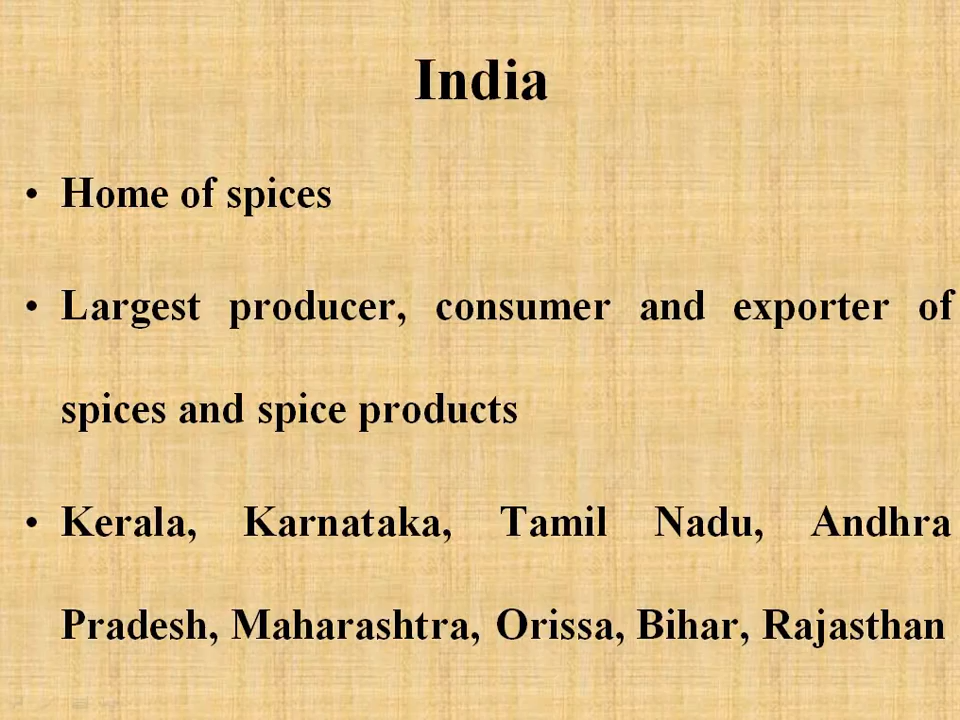 India
• Home of spices
• Largest producer, consumer and exporter of
spices and spice products
• Kerala, Karnataka, Tamil Nadu, Andhra
Pradesh, Maharashtra, Orissa, Bihar, Rajasthan